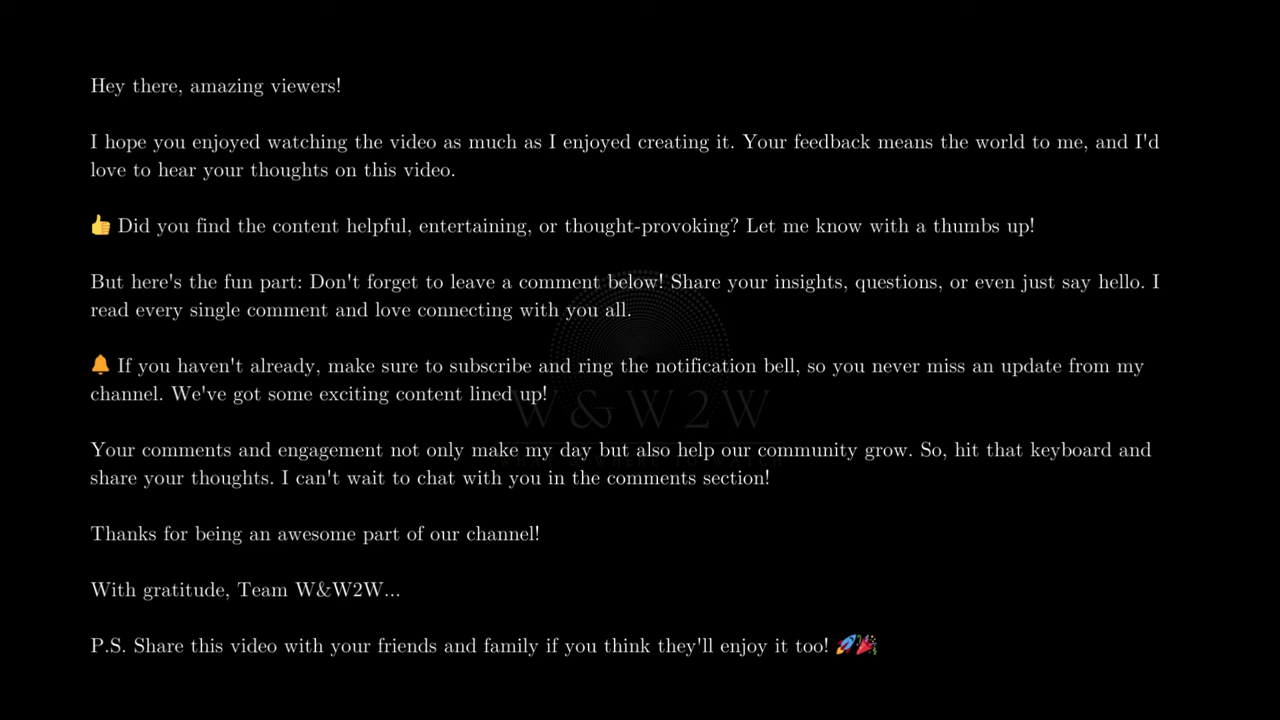 Hey there, amazing viewers!
I hope you enjoyed watching the video as much as I enjoyed creating it. Your feedback means the world to me, and I'd
love to hear your thoughts on this video.
👍 Did you find the content helpful, entertaining, or thought-provoking? Let me know with a thumbs up!
But here's the fun part: Don't forget to leave a comment below! Share your insights, questions, or even just say hello. I
read every single comment and love connecting with you all.
🔔 If you haven't already, make sure to subscribe and ring the notification bell, so you never miss an update from my
channel. We've got some exciting content lined up!
W&W2W
Your comments and engagement not only make my day but also help our community grow. So, hit that keyboard and
share your thoughts. I can't wait to chat with you in the comments section!
Thanks for being an awesome part of our channel!
With gratitude, Team W&W2W...
P.S. Share this video with your friends and family if you think they'll enjoy it too! 🚀🎉